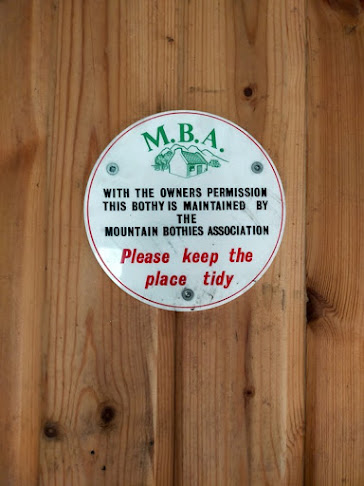 M.B.A.
WITH THE OWNERS PERMISSION
THIS BOTHY IS MAINTAINED BY
THE
MOUNTAIN BOTHIES ASSOCIATION
Please keep the
place tidy